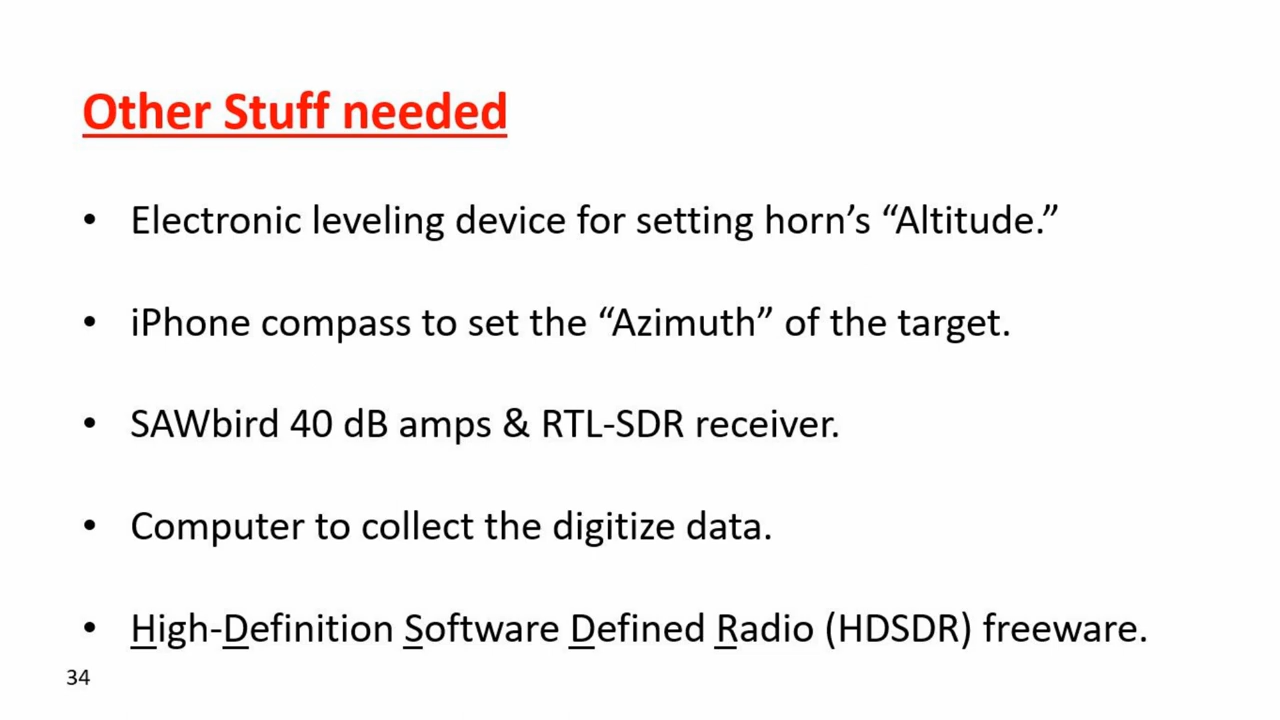 Other Stuff needed
• Electronic leveling device for setting horn’s “Altitude.”
• iPhone compass to set the “Azimuth” of the target.
• SAWbird 40 dB amps & RTL-SDR receiver.
• Computer to collect the digitize data.
• High-Definition Software Defined Radio (HDSDR) freeware.
34